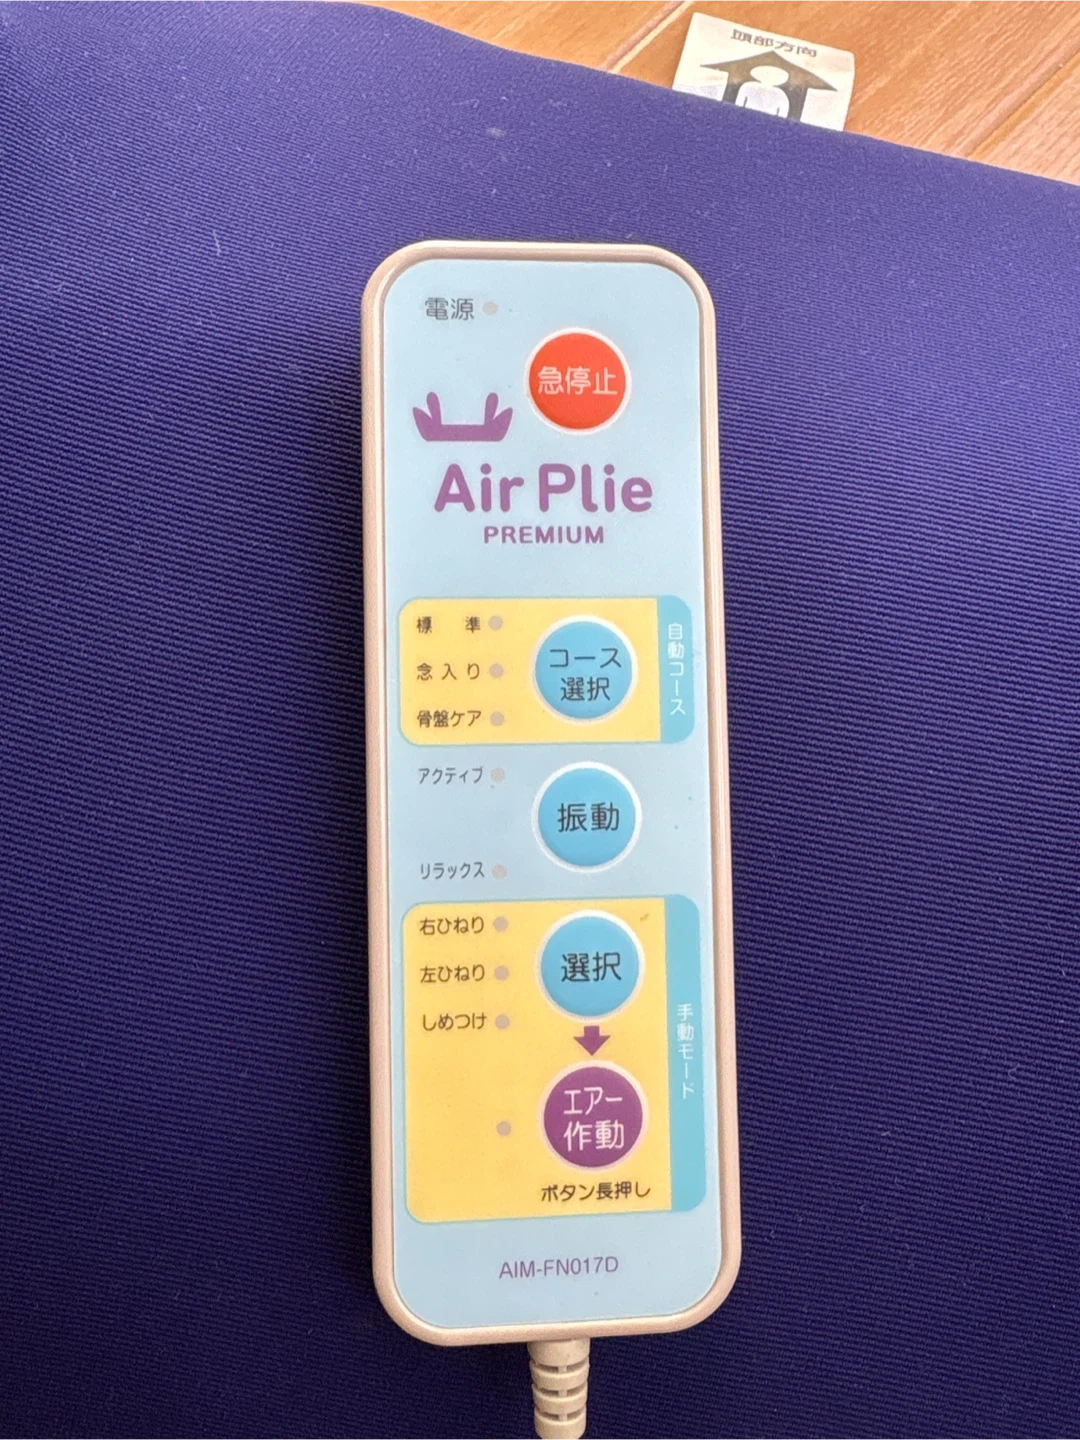 頭部方向
電源
急停止
Air Plie
PREMIUM
標 準
念入り
骨盤ケア
コース
選択
自動コース
アクティブ
振動
リラックス
右ひねり
左ひねり
しめつけ
選択
手動モード
エアー
作動
ボタン長押し
AIM-FN017D